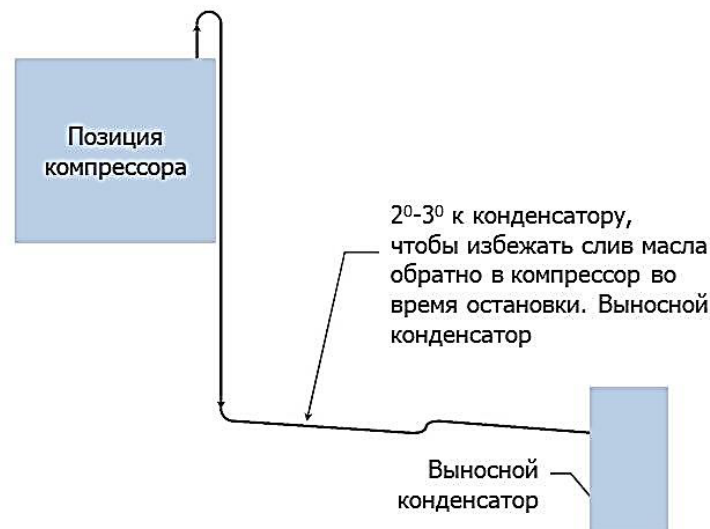 Позиция
компрессора
2⁰-3⁰ к конденсатору,
чтобы избежать слив масла
обратно в компрессор во
время остановки. Выносной
конденсатор
Выносной
конденсатор